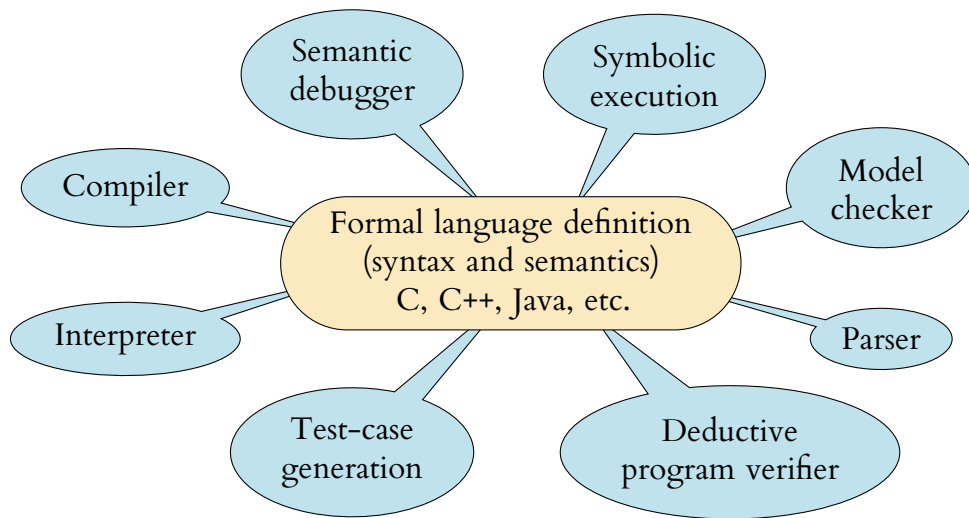 Semantic
debugger
Symbolic
execution
Compiler
Model
checker
Formal language definition
(syntax and semantics)
C, C++, Java, etc.
Interpreter
Parser
Test-case
generation
Deductive
program verifier